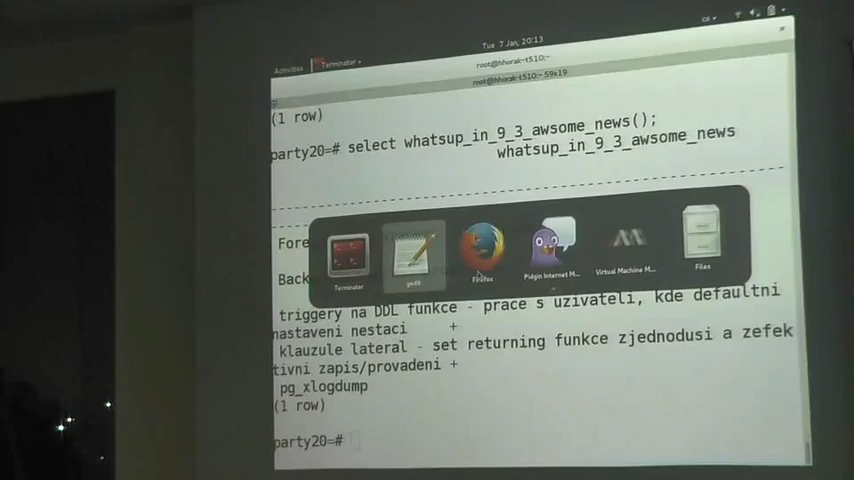 Tue 7 Jan, 20:13
Activities
Terminator
root@hhorak-t510:~
root@hhorak-t510:~ 59x19
(1 row)
party20=# select whatsup_in_9_3_awsome_news();
whatsup_in_9_3_awsome_news
Fore
Back
Terminator
gedit
Firefox
Pidgin Internet M...
Virtual Machine M...
Files
triggery na DDL funkce - prace s uzivateli, kde defaultni
nastaveni nestaci +
klauzule lateral - set returning funkce zjednodusi a zefek
tivni zapis/provadeni +
pg_xlogdump
(1 row)
party20=#